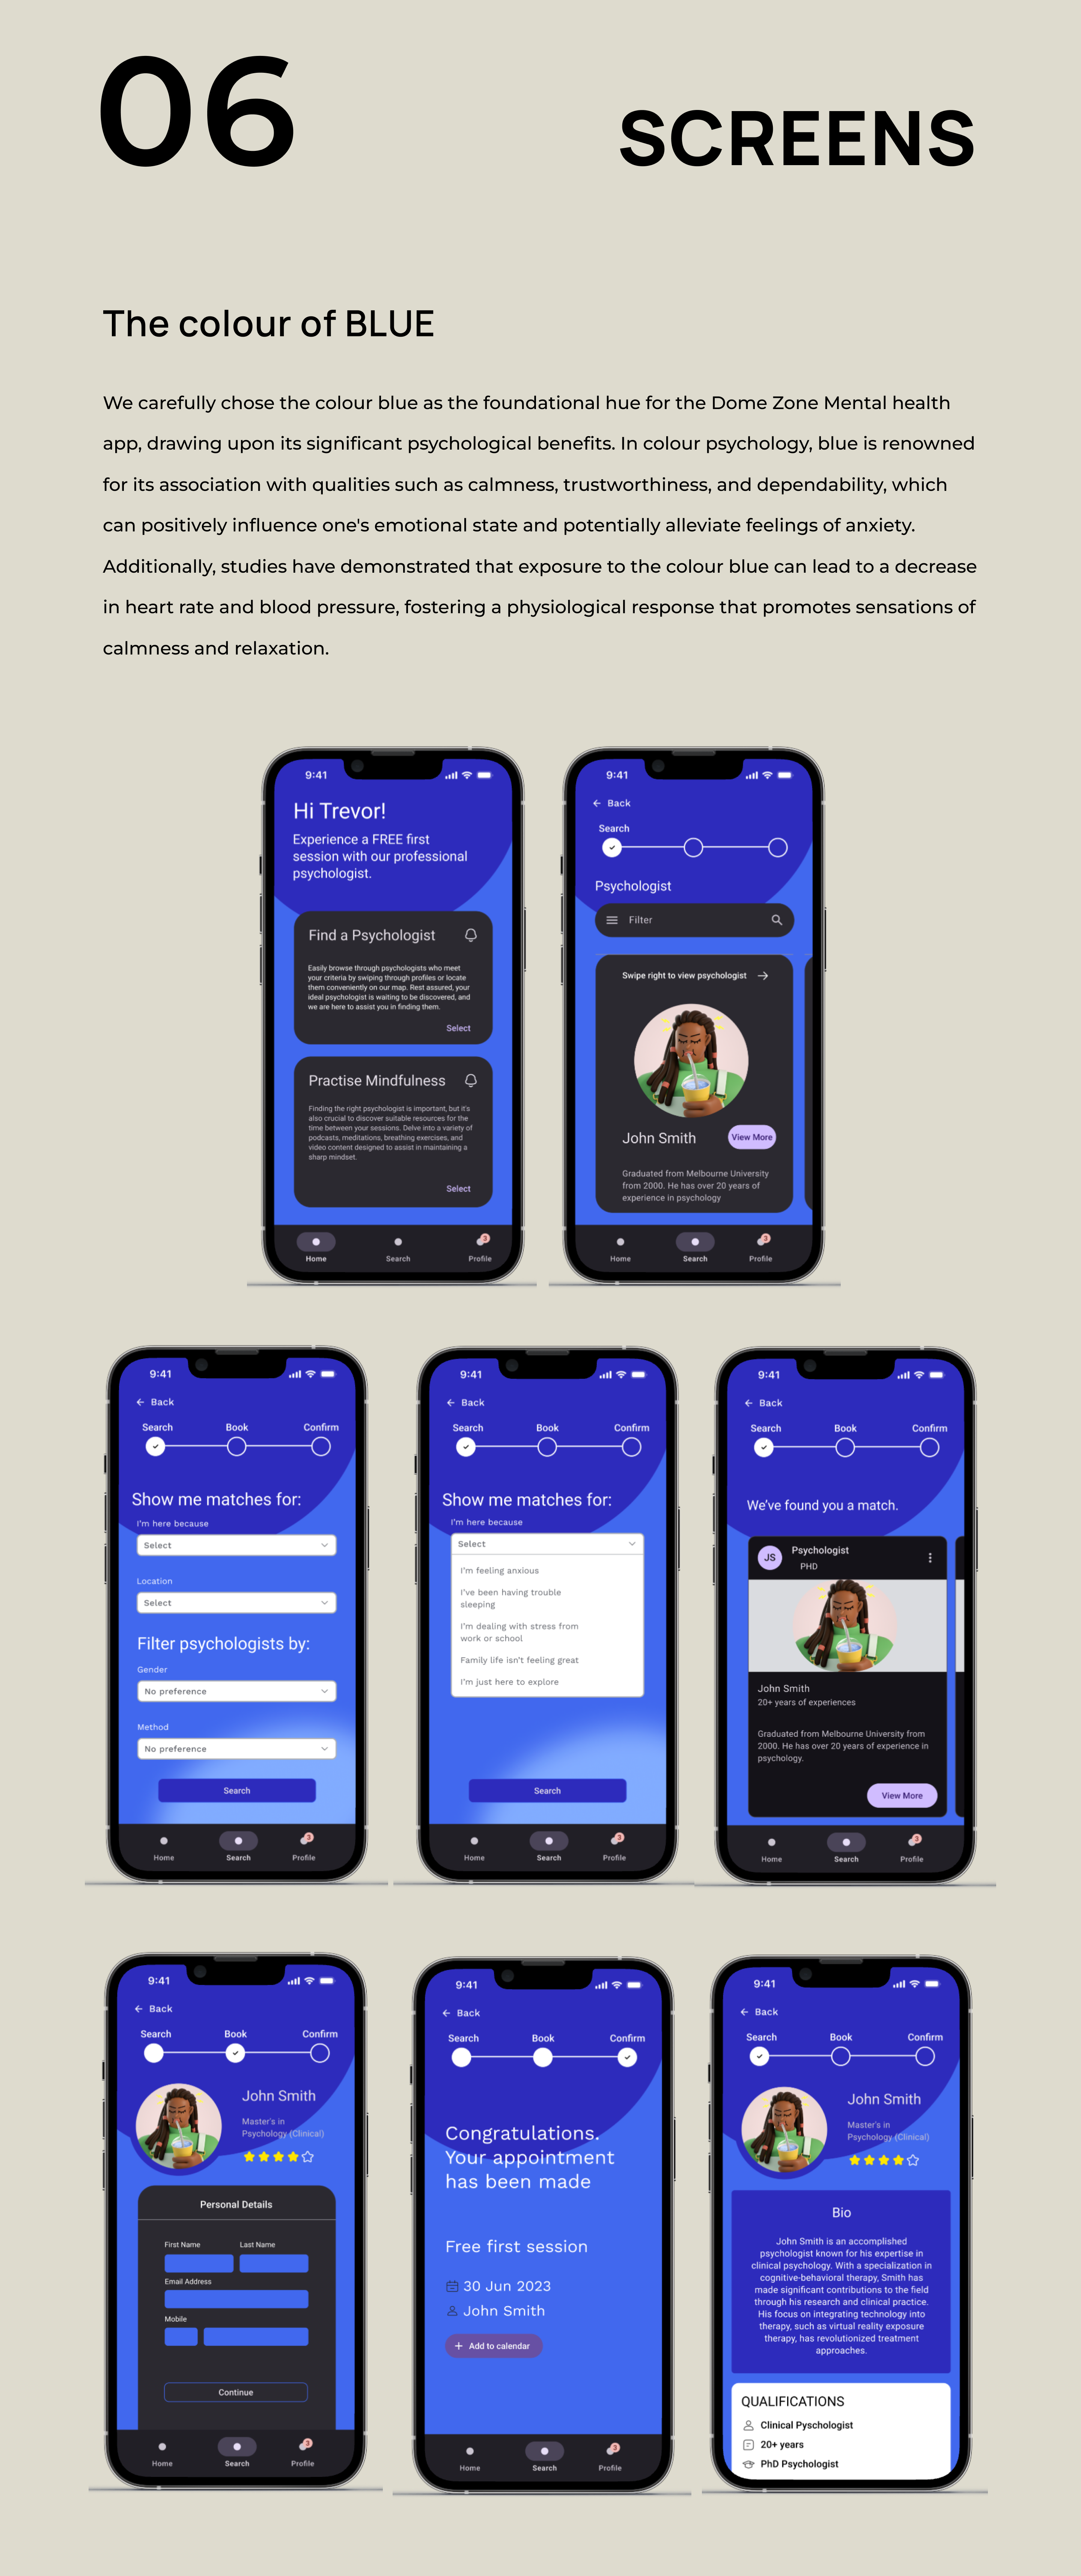 06
SCREENS
The colour of BLUE
We carefully chose the colour blue as the foundational hue for the Dome Zone Mental health
app, drawing upon its significant psychological benefits. In colour psychology, blue is renowned
for its association with qualities such as calmness, trustworthiness, and dependability, which
can positively influence one's emotional state and potentially alleviate feelings of anxiety.
Additionally, studies have demonstrated that exposure to the colour blue can lead to a decrease
in heart rate and blood pressure, fostering a physiological response that promotes sensations of
calmness and relaxation.
9:41
Hi Trevor!
Experience a FREE first
session with our professional
psychologist.
Find a Psychologist
Easily browse through psychologists who meet
your criteria by swiping through profiles or locate
them conveniently on our map. Rest assured, your
ideal psychologist is waiting to be discovered, and
we are here to assist you in finding them.
Select
Practise Mindfulness
Finding the right psychologist is important, but it's
also crucial to discover suitable resources for the
time between your sessions. Delve into a variety of
podcasts, meditations, breathing exercises, and
video content designed to assist in maintaining a
sharp mindset.
Select
3
Home Search Profile
9:41
Back
Search
Psychologist
Filter
Swipe right to view psychologist
John Smith
View More
Graduated from Melbourne University
from 2000. He has over 20 years of
experience in psychology
3
Home Search Profile
9:41
Back
Search Book Confirm
Show me matches for:
I'm here because
Select
Location
Select
Filter psychologists by:
Gender
No preference
Method
No preference
Search
3
Home Search Profile
9:41
Back
Search Book Confirm
Show me matches for:
I'm here because
Select
I'm feeling anxious
I've been having trouble
sleeping
I'm dealing with stress from
work or school
Family life isn't feeling great
I'm just here to explore
Search
3
Home Search Profile
9:41
Back
Search Book Confirm
We've found you a match.
JS
Psychologist
PHD
John Smith
20+ years of experiences
Graduated from Melbourne University from
2000. He has over 20 years of experience in
psychology.
View More
3
Home Search Profile
9:41
Back
Search Book Confirm
John Smith
Master's in
Psychology (Clinical)
Personal Details
First Name Last Name
Email Address
Mobile
Continue
3
Home Search Profile
9:41
Back
Search Book Confirm
Congratulations.
Your appointment
has been made
Free first session
30 Jun 2023
John Smith
+ Add to calendar
3
Home Search Profile
9:41
Back
Search Book Confirm
John Smith
Master's in
Psychology (Clinical)
Bio
John Smith is an accomplished
psychologist known for his expertise in
clinical psychology. With a specialization in
cognitive-behavioral therapy, Smith has
made significant contributions to the field
through his research and clinical practice.
His focus on integrating technology into
therapy, such as virtual reality exposure
therapy, has revolutionized treatment
approaches.
QUALIFICATIONS
Clinical Pyschologist
20+ years
PhD Psychologist